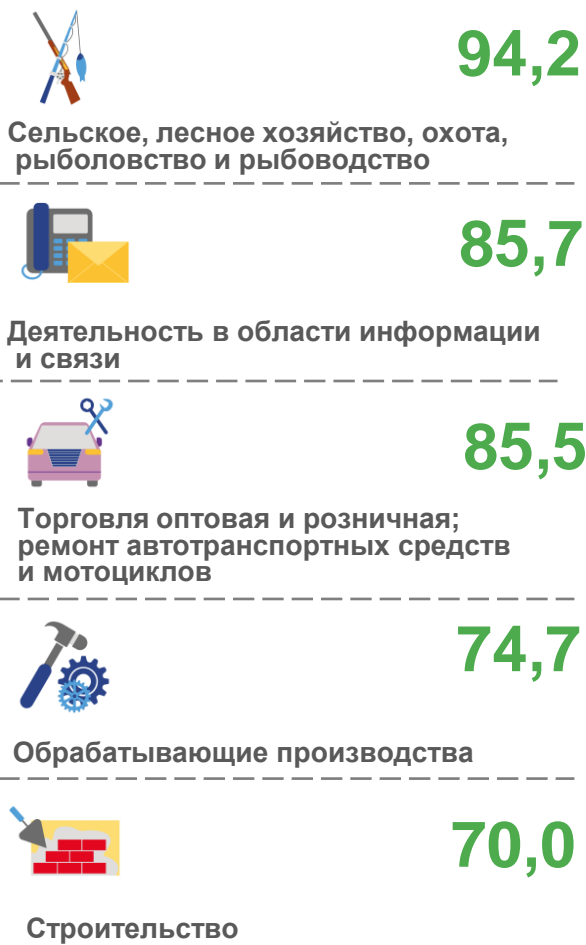 94,2
Сельское, лесное хозяйство, охота,
рыболовство и рыбоводство
85,7
Деятельность в области информации
и связи
85,5
Торговля оптовая и розничная;
ремонт автотранспортных средств
и мотоциклов
74,7
Обрабатывающие производства
70,0
Строительство